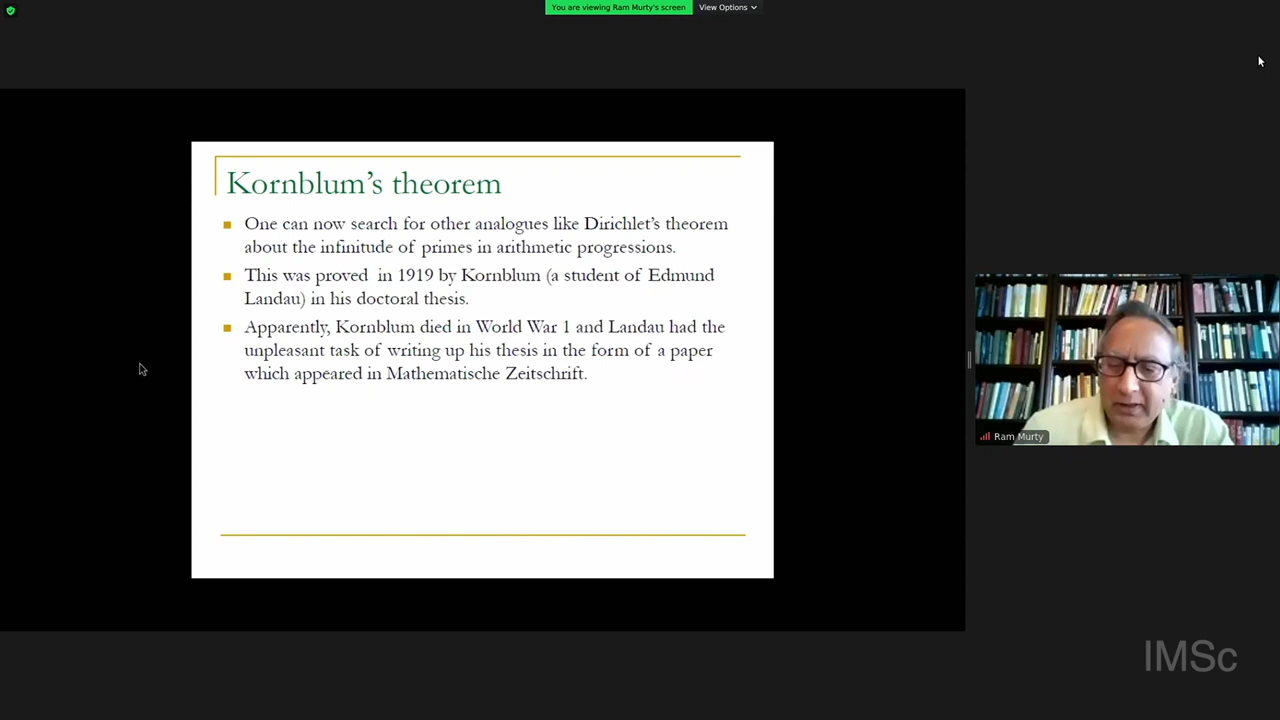 You are viewing Ram Murty's screen
View Options
Kornblum's theorem
One can now search for other analogues like Dirichlet's theorem
about the infinitude of primes in arithmetic progressions.
This was proved in 1919 by Kornblum (a student of Edmund
Landau) in his doctoral thesis.
Apparently, Kornblum died in World War 1 and Landau had the
unpleasant task of writing up his thesis in the form of a paper
which appeared in Mathematische Zeitschrift.
Ram Murty
IMSc